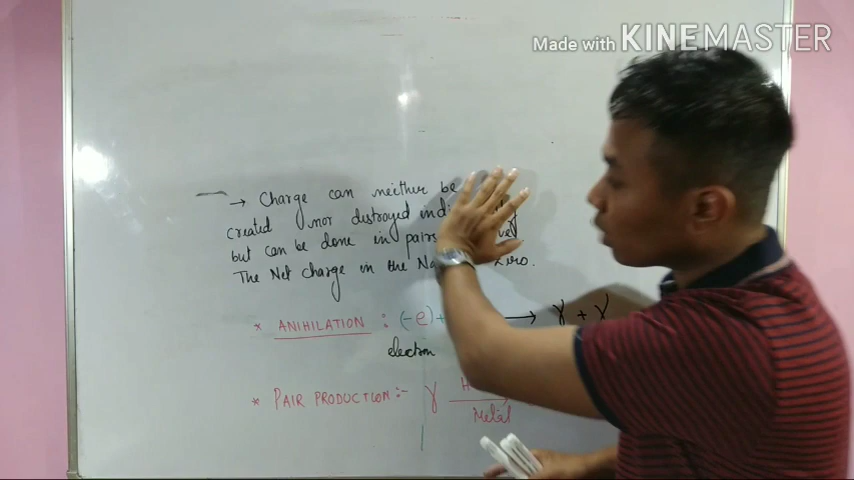 Made with KINEMASTER
→ Charge can neither be
created nor destroyed
but can be done in pairs
The Net Charge in the Zero.
* ANIHILATION : (-e) + → γ + γ
electron
* PAIR PRODUCTION :- γ
Metal